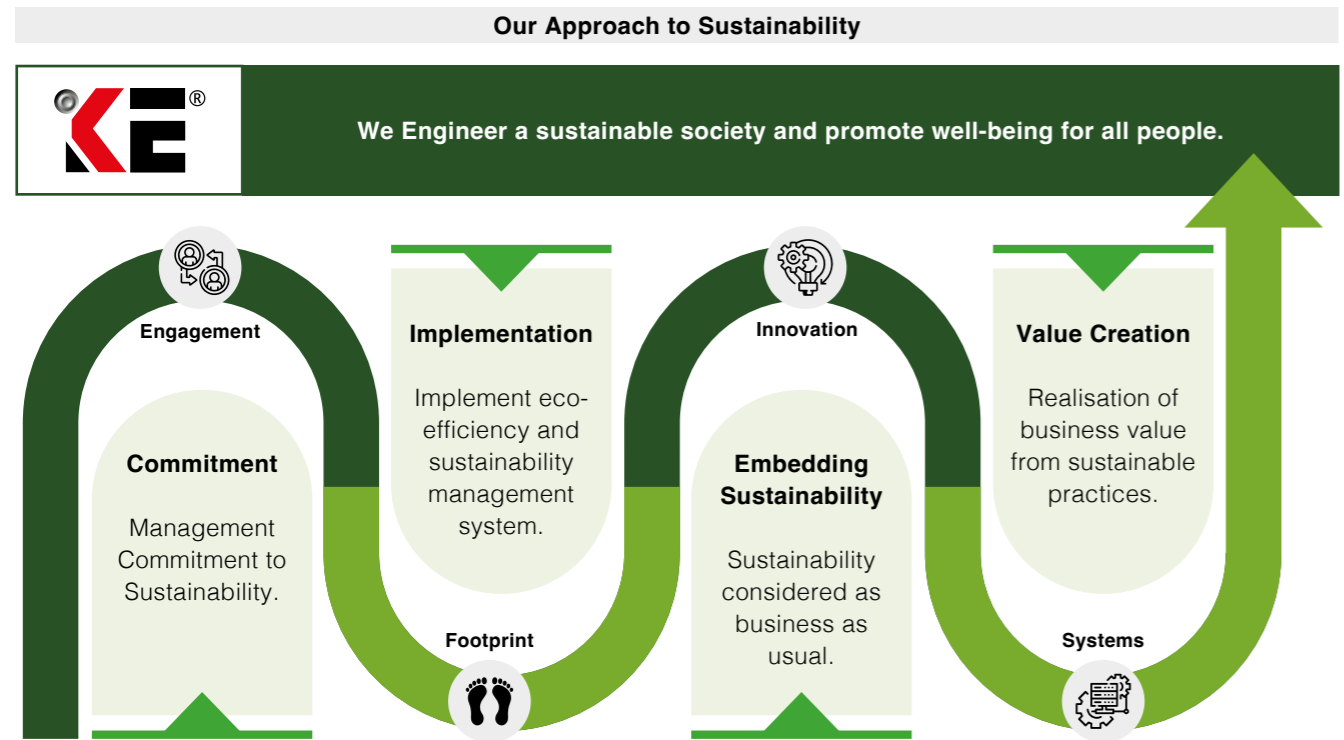 Our Approach to Sustainability
KE®
We Engineer a sustainable society and promote well-being for all people.
Engagement
Commitment
Management
Commitment to
Sustainability.
Implementation
Implement eco-
efficiency and
sustainability
management
system.
Footprint
Innovation
Embedding
Sustainability
Sustainability
considered as
business as
usual.
Value Creation
Realisation of
business value
from sustainable
practices.
Systems